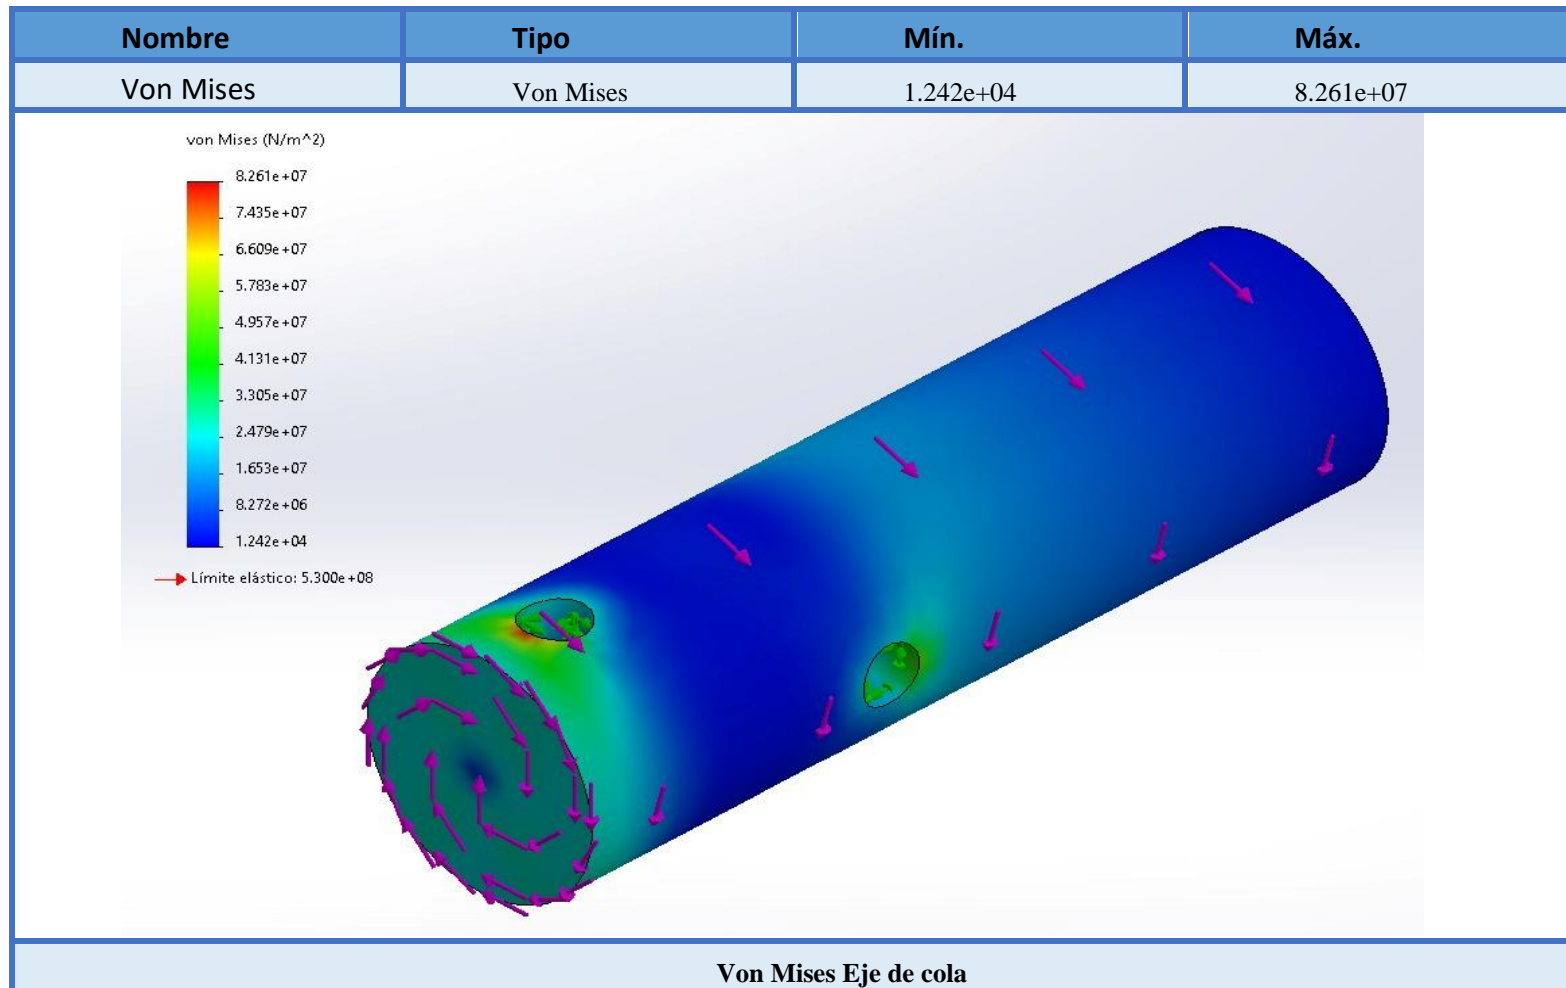 Nombre Tipo Mín. Máx.
Von Mises Von Mises 1.242e+04 8.261e+07
von Mises (N/m^2)
8.261e+07
7.435e+07
6.609e+07
5.783e+07
4.957e+07
4.131e+07
3.305e+07
2.479e+07
1.653e+07
8.272e+06
1.242e+04
Límite elástico: 5.300e+08
Von Mises Eje de cola